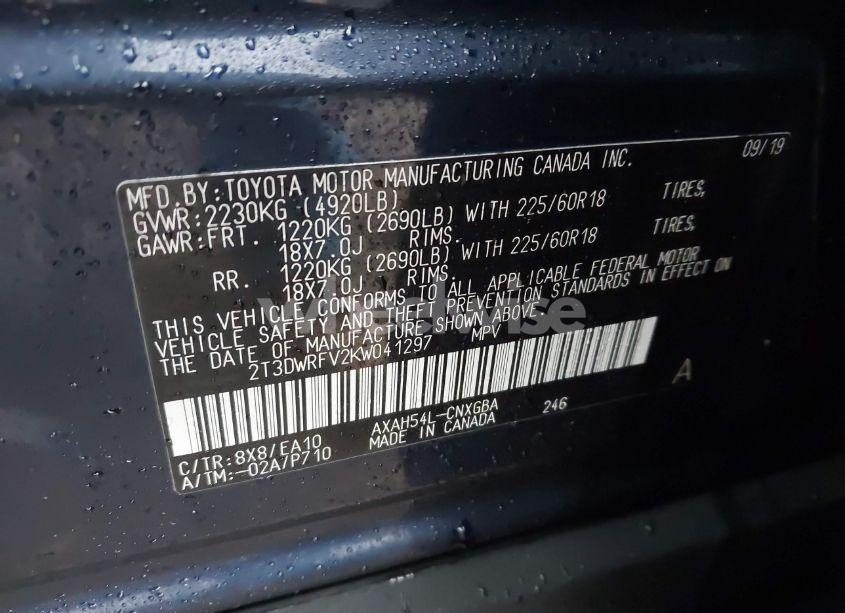 09/19
MFD.BY:TOYOTA MOTOR MANUFACTURING CANADA INC.
GVWR:2230KG (4920LB)
GAWR:FRT. 1220KG (2690LB) WITH 225/60R18 TIRES,
18X7.0J RIMS.
RR. 1220KG (2690LB) WITH 225/60R18 TIRES,
18X7.0J RIMS.
THIS VEHICLE CONFORMS TO ALL APPLICABLE FEDERAL MOTOR
VEHICLE SAFETY AND THEFT PREVENTION STANDARDS IN EFFECT ON
THE DATE OF MANUFACTURE SHOWN ABOVE.
2T3DWRFV2KW041297 MPV
A
C/TR:8X8/EA10 AXAH54L-CNXGBA 246
A/TM:-02A/P710 MADE IN CANADA